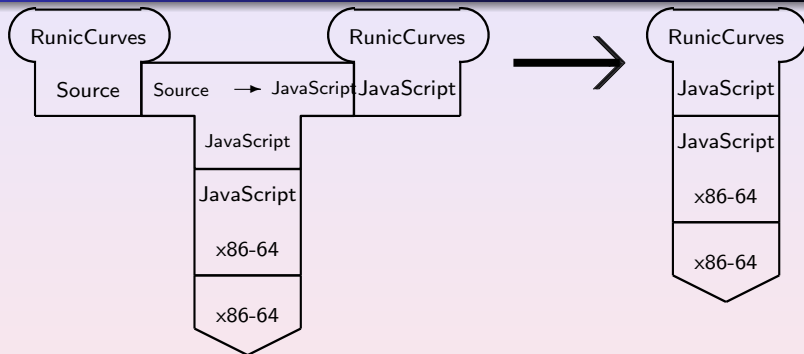 RunicCurves RunicCurves RunicCurves
Source Source → JavaScript JavaScript JavaScript
JavaScript JavaScript
JavaScript x86-64
x86-64 x86-64
x86-64